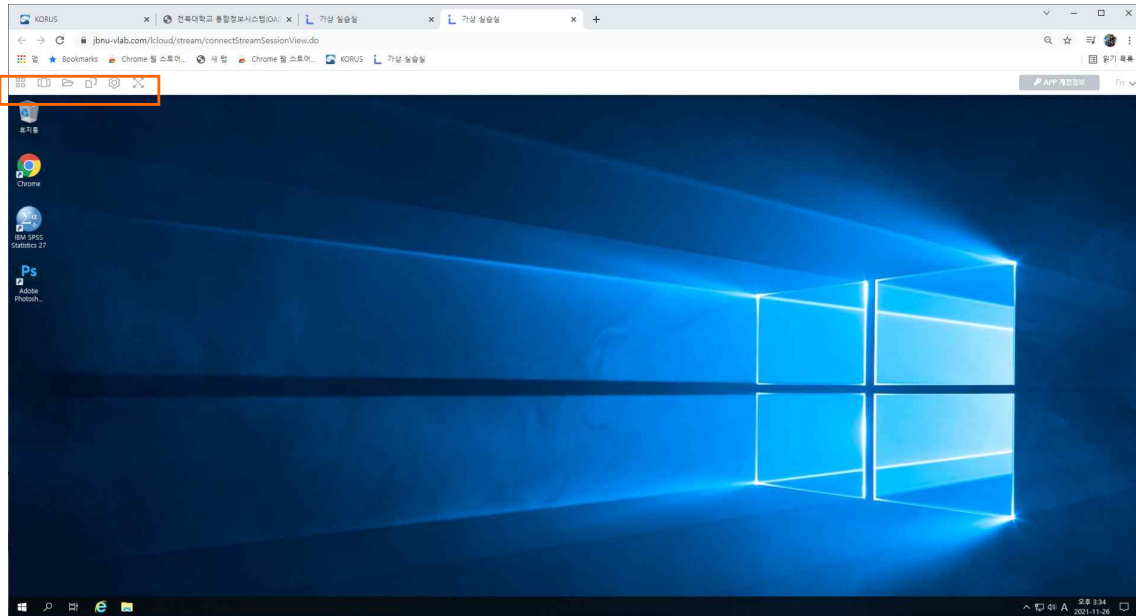 KORUS
전북대학교 통합정보시스템(OA
가상 실습실
가상 실습실
jbnu-vlab.com/lcloud/stream/connectStreamSessionView.do
앱
Bookmarks
Chrome 웹 스토어...
새 탭
Chrome 웹 스토어...
KORUS
가상 실습실
읽기 목록
APP 계정정보
En
휴지통
Chrome
IBM SPSS
Statistics 27
Ps
Adobe
Photosh...
A
오후 3:34
2021-11-26